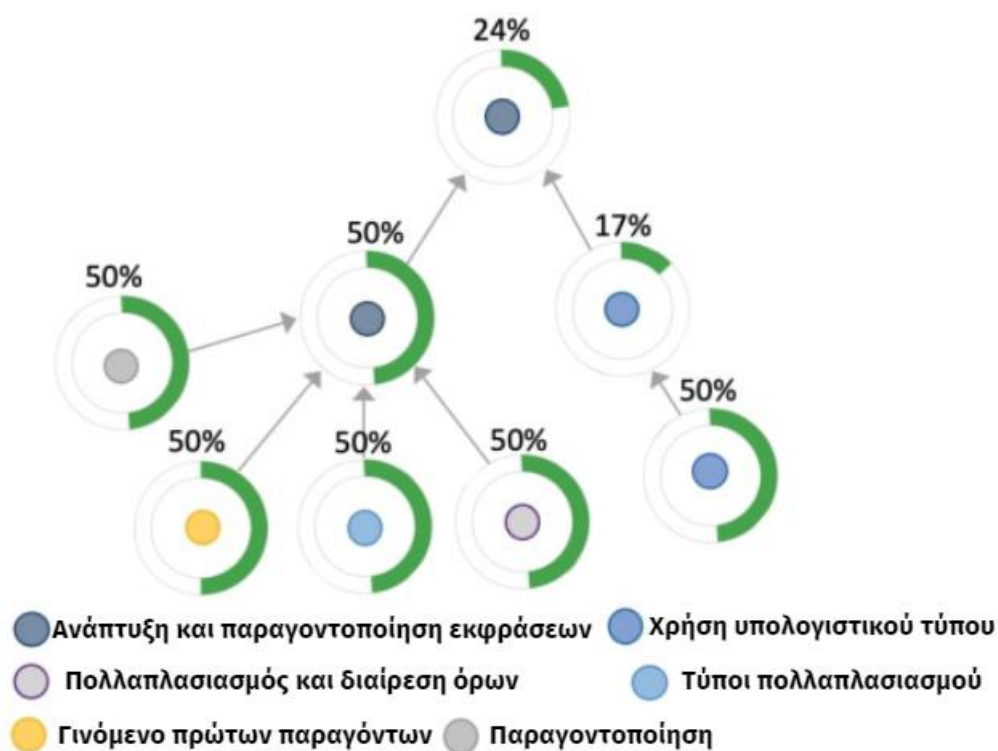 24%
50%
17%
50%
50%
50%
50%
50%
Ανάπτυξη και παραγοντοποίηση εκφράσεων
Χρήση υπολογιστικού τύπου
Πολλαπλασιασμός και διαίρεση όρων
Τύποι πολλαπλασιασμού
Γινόμενο πρώτων παραγόντων
Παραγοντοποίηση